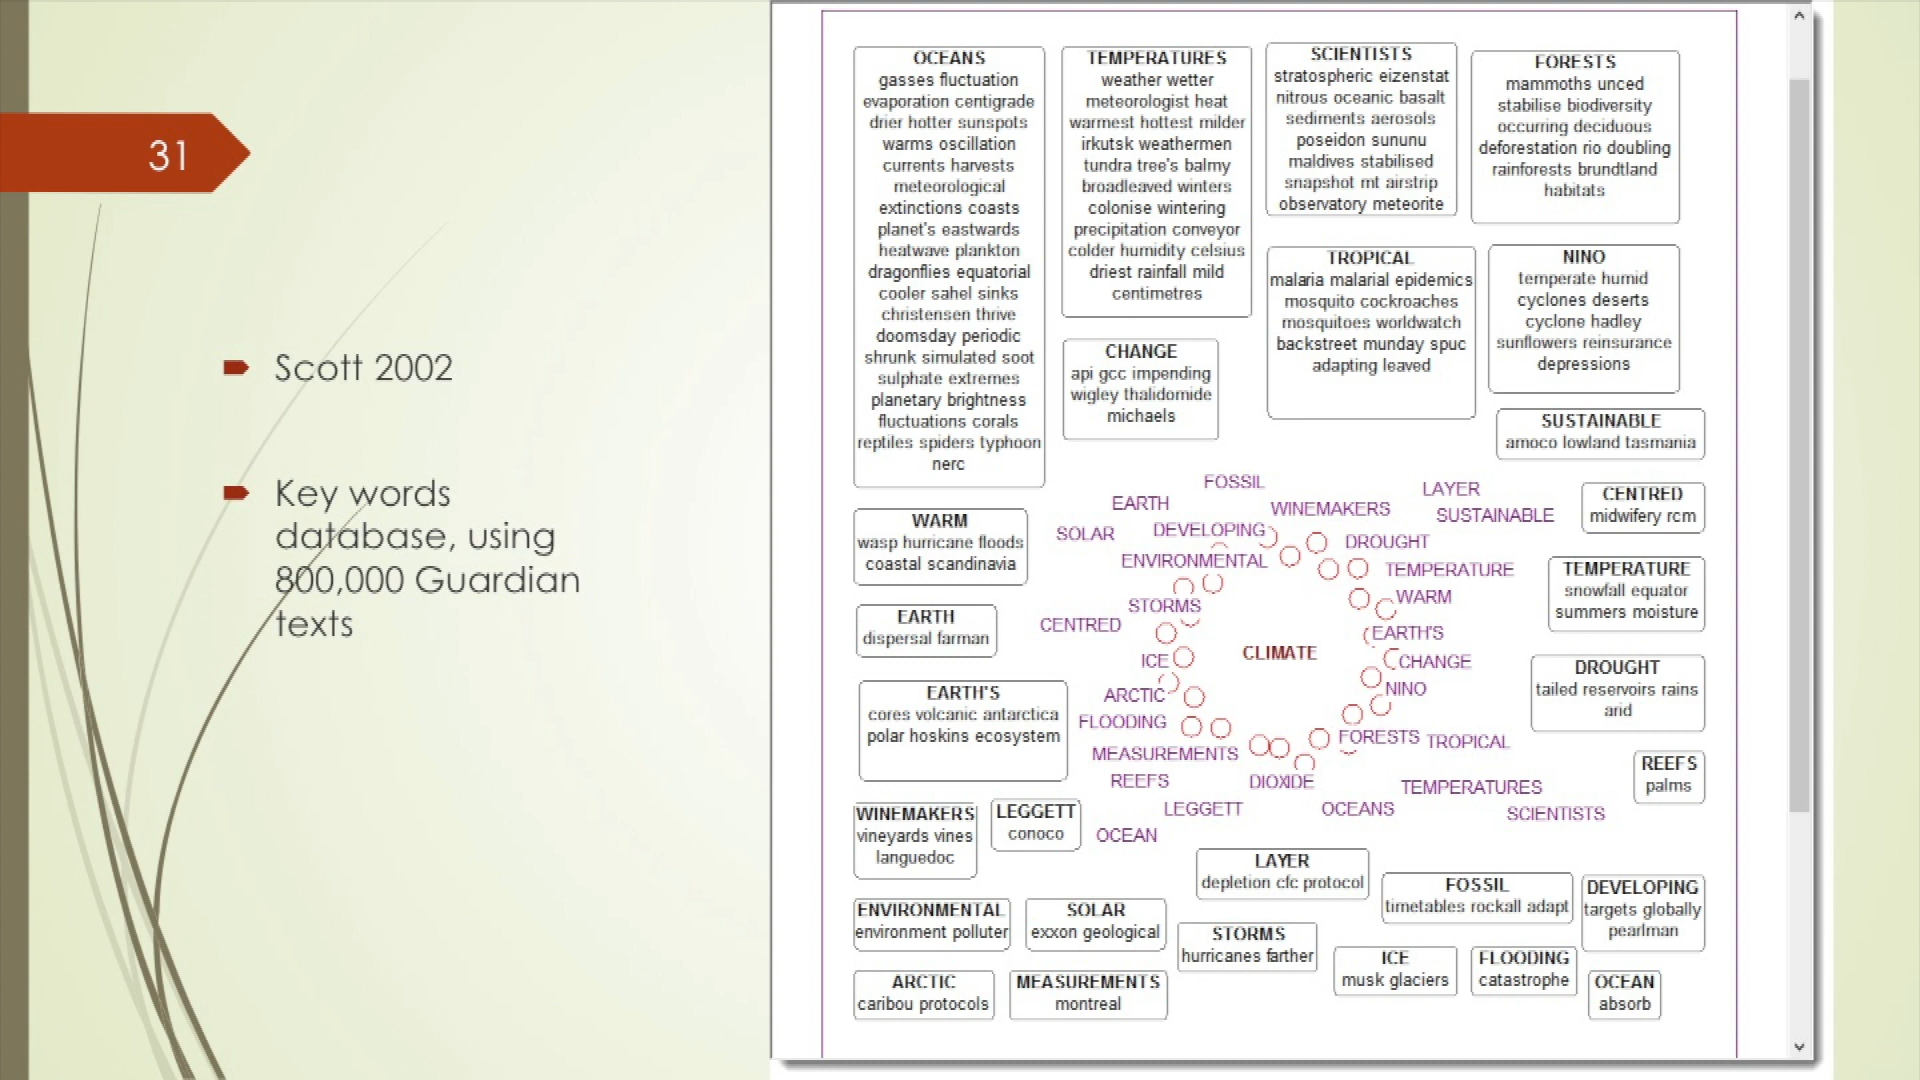 31
Scott 2002
Key words
database, using
800,000 Guardian
texts
OCEANS
gasses fluctuation
evaporation centigrade
drier hotter sunspots
warms oscillation
currents harvests
meteorological
extinctions coasts
planet's eastwards
heatwave plankton
dragonflies equatorial
cooler sahel sinks
christensen thrive
doomsday periodic
shrunk simulated soot
sulphate extremes
planetary brightness
fluctuations corals
reptiles spiders typhoon
nerc
TEMPERATURES
weather wetter
meteorologist heat
warmest hottest milder
irkutsk weathermen
tundra tree's balmy
broadleaved winters
colonise wintering
precipitation conveyor
colder humidity celsius
driest rainfall mild
centimetres
SCIENTISTS
stratospheric eizenstat
nitrous oceanic basalt
sediments aerosols
poseidon sununu
maldives stabilised
snapshot mt airstrip
observatory meteorite
FORESTS
mammoths unced
stabilise biodiversity
occurring deciduous
deforestation rio doubling
rainforests brundtland
habitats
TROPICAL
malaria malarial epidemics
mosquito cockroaches
mosquitoes worldwatch
backstreet munday spuc
adapting leaved
NINO
temperate humid
cyclones deserts
cyclone hadley
sunflowers reinsurance
depressions
CHANGE
api gcc impending
wigley thalidomide
michaels
SUSTAINABLE
amoco lowland tasmania
CENTRED
midwifery rcm
WARM
wasp hurricane floods
coastal scandinavia
TEMPERATURE
snowfall equator
summers moisture
EARTH
dispersal farman
DROUGHT
tailed reservoirs rains
arid
EARTH'S
cores volcanic antarctica
polar hoskins ecosystem
REEFS
palms
FOSSIL
EARTH
WINEMAKERS
LAYER
SUSTAINABLE
SOLAR
DEVELOPING
DROUGHT
ENVIRONMENTAL
TEMPERATURE
STORMS
WARM
CENTRED
EARTH'S
CLIMATE
ICE
CHANGE
ARCTIC
NINO
FLOODING
FORESTS
TROPICAL
MEASUREMENTS
REEFS
DIOXIDE
TEMPERATURES
LEGGETT
OCEANS
SCIENTISTS
OCEAN
WINEMAKERS
vineyards vines
languedoc
LEGGETT
conoco
LAYER
depletion cfc protocol
FOSSIL
timetables rockall adapt
DEVELOPING
targets globally
pearlman
ENVIRONMENTAL
environment polluter
SOLAR
exxon geological
STORMS
hurricanes farther
ICE
musk glaciers
FLOODING
catastrophe
OCEAN
absorb
ARCTIC
caribou protocols
MEASUREMENTS
montreal